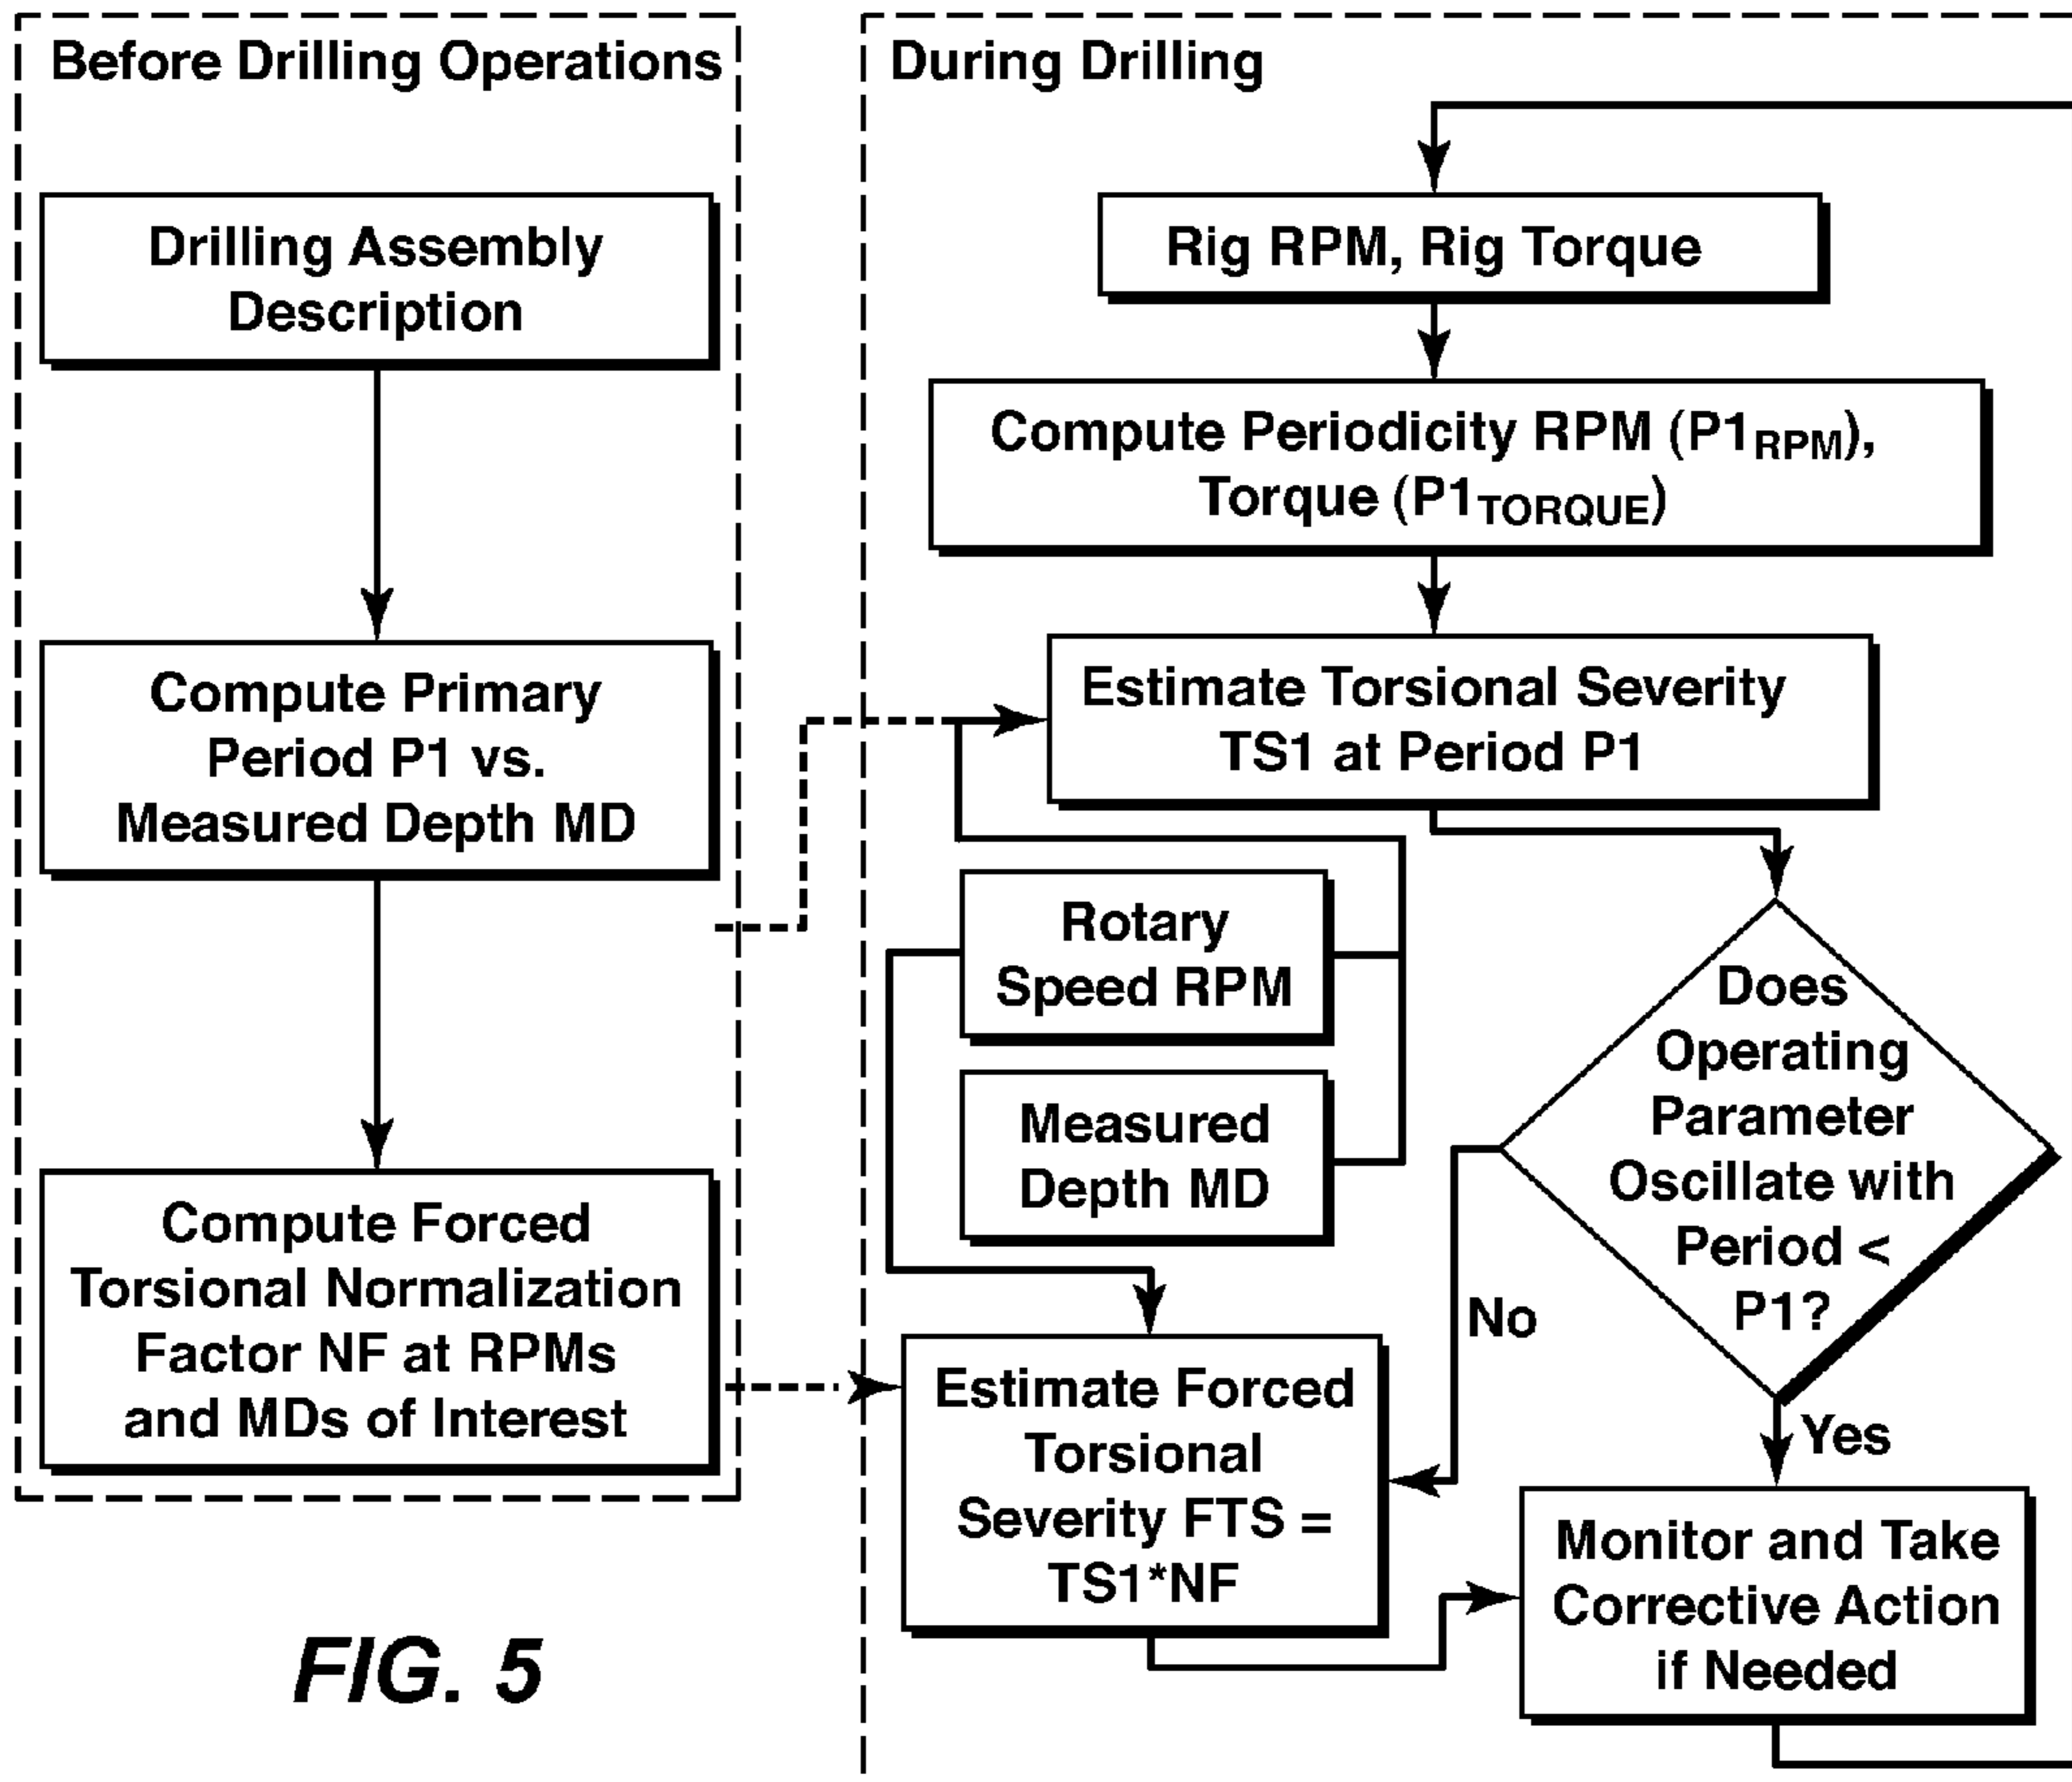 Before Drilling Operations
Drilling Assembly
Description
Compute Primary
Period P1 vs.
Measured Depth MD
Compute Forced
Torsional Normalization
Factor NF at RPMs
and MDs of Interest
FIG. 5
During Drilling
Rig RPM, Rig Torque
Compute Periodicity RPM (P1RPM),
Torque (P1TORQUE)
Estimate Torsional Severity
TS1 at Period P1
Rotary
Speed RPM
Measured
Depth MD
Does
Operating
Parameter
Oscillate with
Period <
P1?
No
Yes
Estimate Forced
Torsional
Severity FTS =
TS1*NF
Monitor and Take
Corrective Action
if Needed